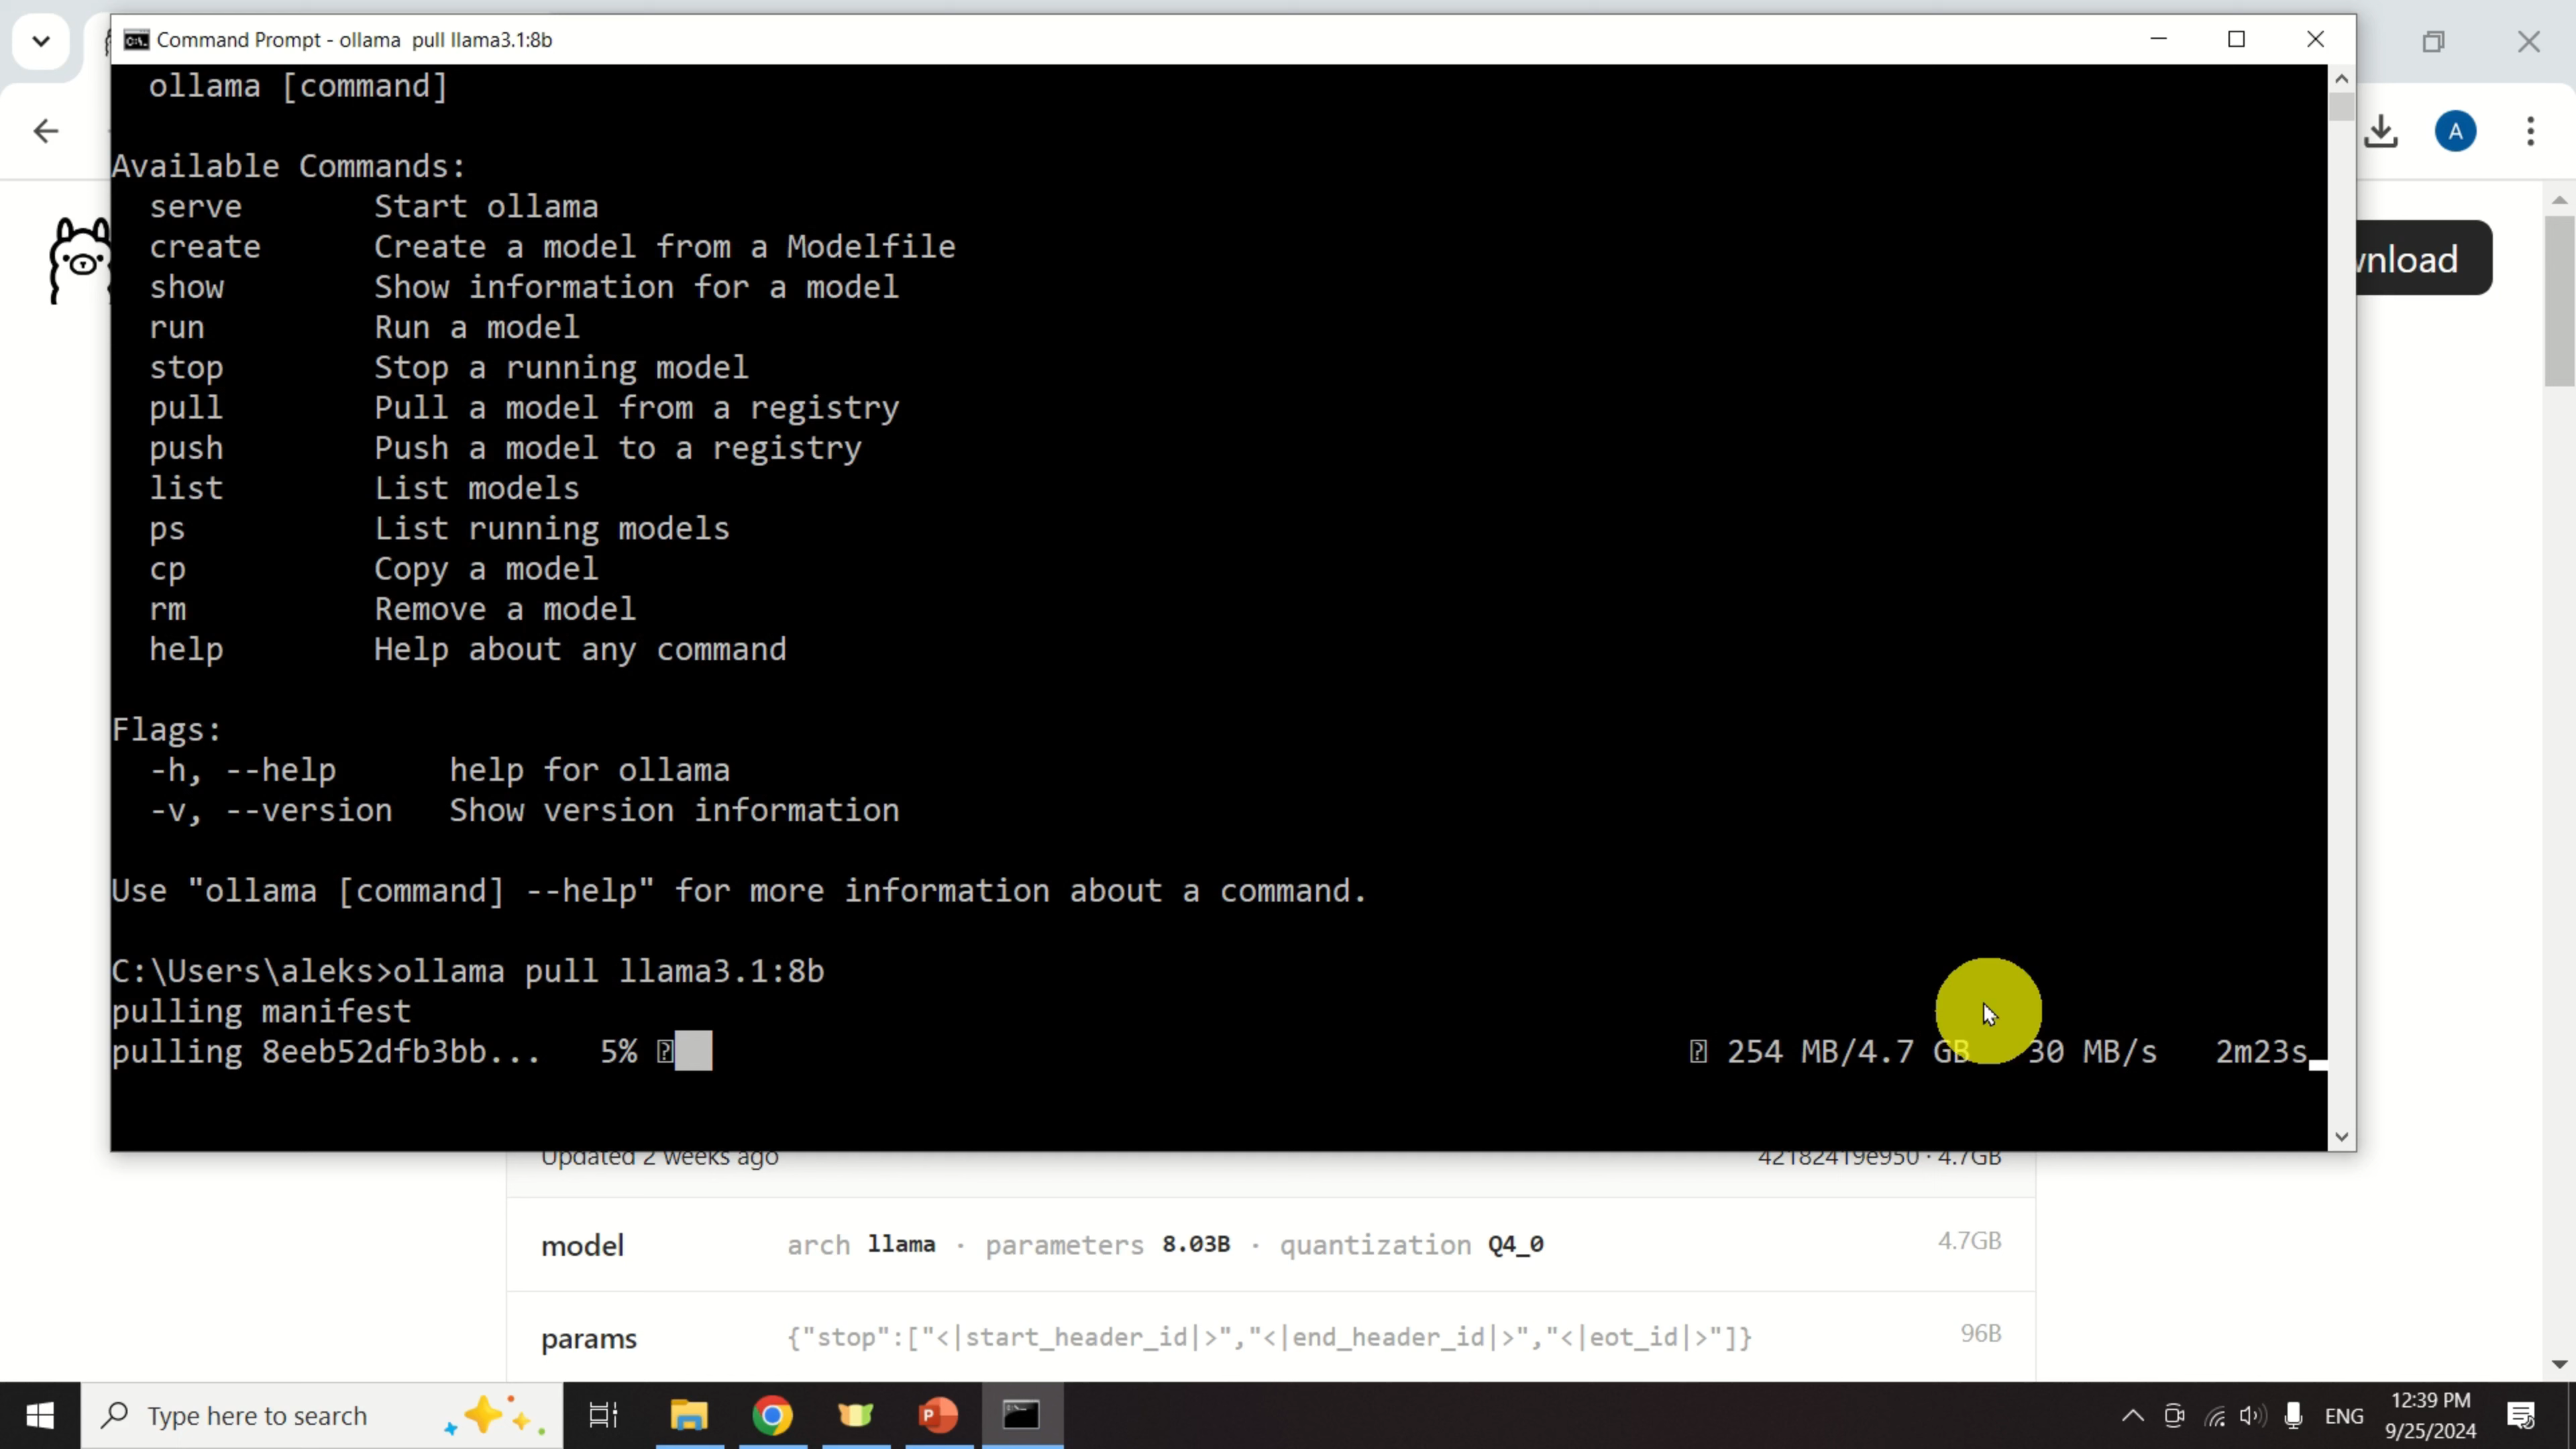 Command Prompt - ollama  pull llama3.1:8b
ollama [command]
Available Commands:
serve Start ollama
create Create a model from a Modelfile
show Show information for a model
run Run a model
stop Stop a running model
pull Pull a model from a registry
push Push a model to a registry
list List models
ps List running models
cp Copy a model
rm Remove a model
help Help about any command
Flags:
-h, --help help for ollama
-v, --version Show version information
Use "ollama [command] --help" for more information about a command.
C:\Users\aleks>ollama pull llama3.1:8b
pulling manifest
pulling 8eeb52dfb3bb... 5% 254 MB/4.7 GB 30 MB/s 2m23s
A
wnload
Updated 2 weeks ago 42182419e950 · 4.7GB
model arch llama · parameters 8.03B · quantization Q4_0 4.7GB
params {"stop":["<|start_header_id|>","<|end_header_id|>","<|eot_id|>"]} 96B
Type here to search
ENG
12:39 PM
9/25/2024